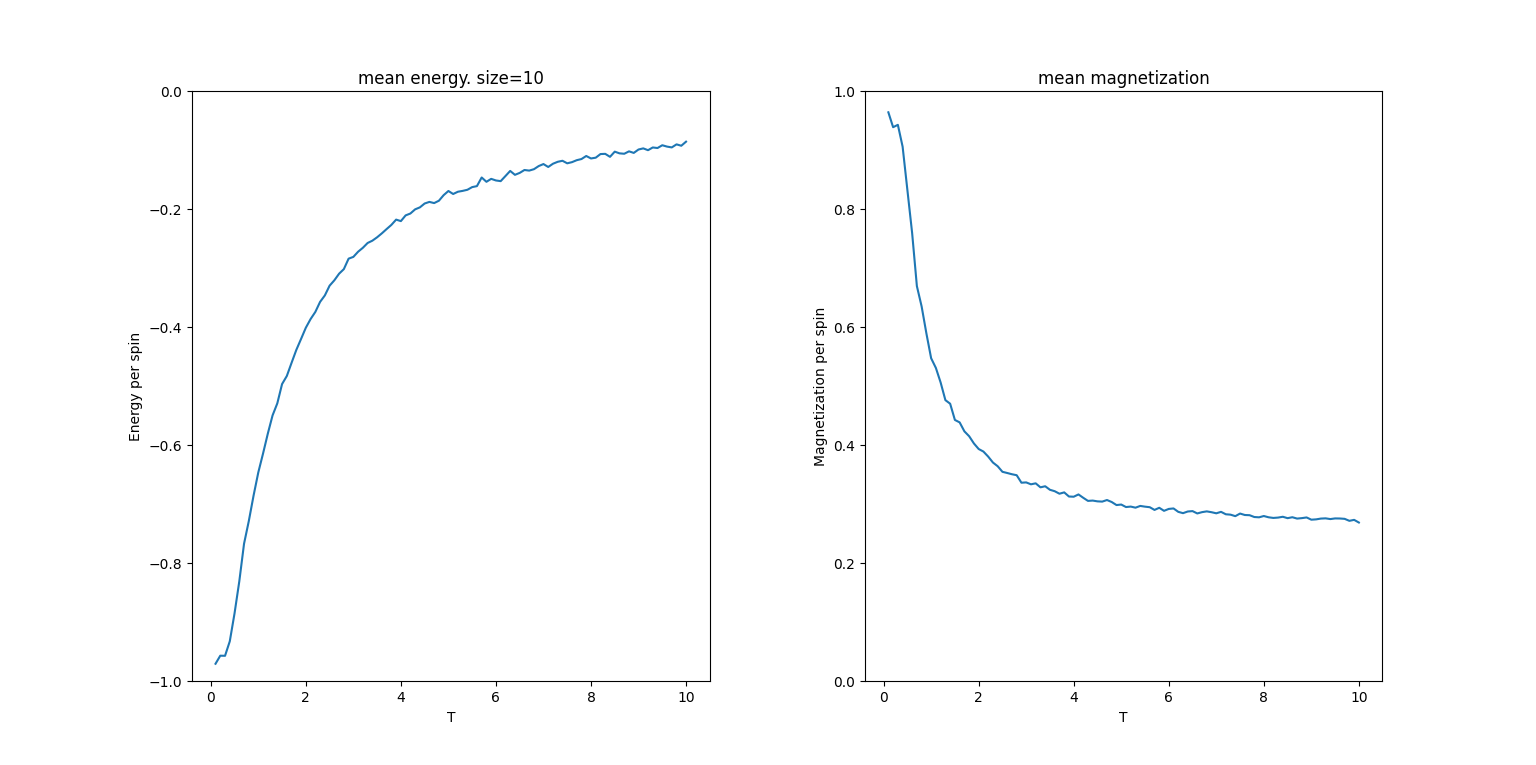 mean energy. size=10
Energy per spin
0.0
−0.2
−0.4
−0.6
−0.8
−1.0
0 2 4 6 8 10
T
mean magnetization
Magnetization per spin
1.0
0.8
0.6
0.4
0.2
0.0
0 2 4 6 8 10
T